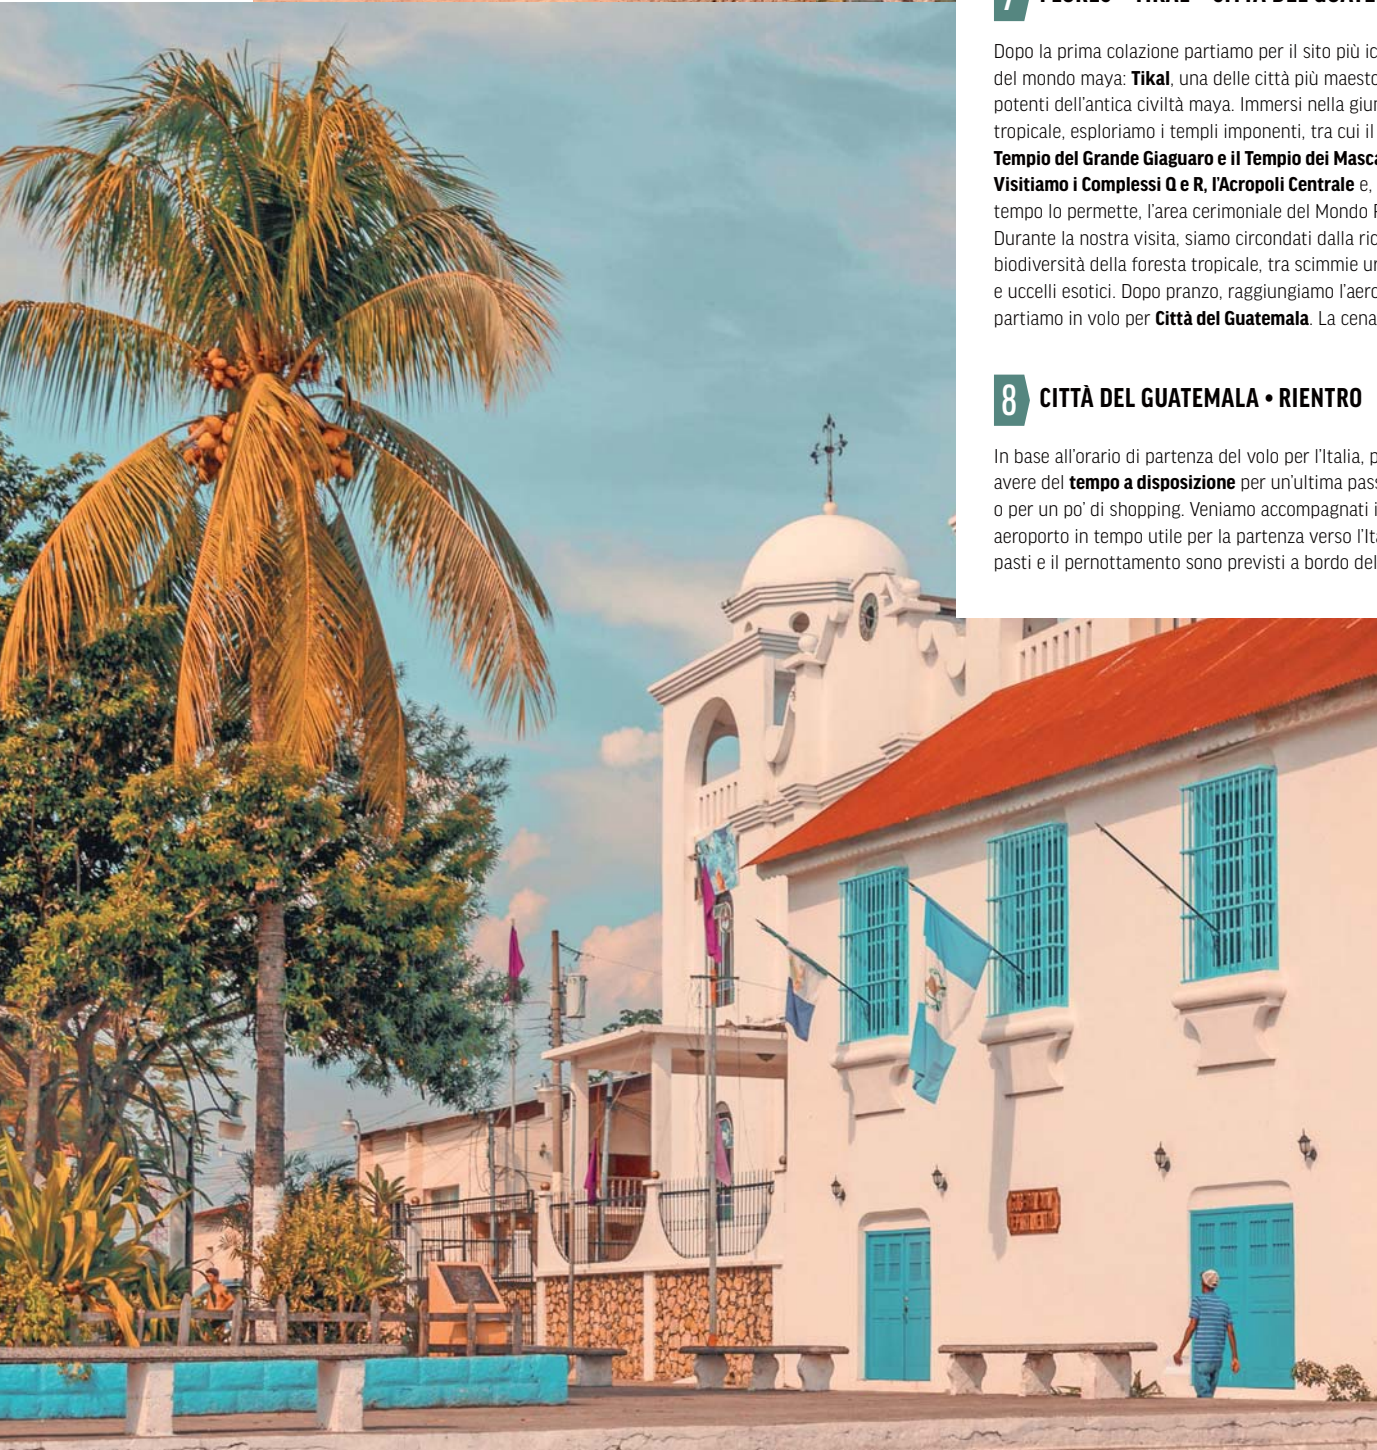 7 FLORES • TIKAL • CITTÀ DEL GUATE
Dopo la prima colazione partiamo per il sito più ic
del mondo maya: Tikal, una delle città più maesto
potenti dell'antica civiltà maya. Immersi nella giun
tropicale, esploriamo i templi imponenti, tra cui il
Tempio del Grande Giaguaro e il Tempio dei Masca
Visitiamo i Complessi Q e R, l'Acropoli Centrale e,
tempo lo permette, l'area cerimoniale del Mondo P
Durante la nostra visita, siamo circondati dalla ric
biodiversità della foresta tropicale, tra scimmie ur
e uccelli esotici. Dopo pranzo, raggiungiamo l'aero
partiamo in volo per Città del Guatemala. La cena
8 CITTÀ DEL GUATEMALA • RIENTRO
In base all'orario di partenza del volo per l'Italia, p
avere del tempo a disposizione per un'ultima pass
o per un po' di shopping. Veniamo accompagnati i
aeroporto in tempo utile per la partenza verso l'Ita
pasti e il pernottamento sono previsti a bordo del